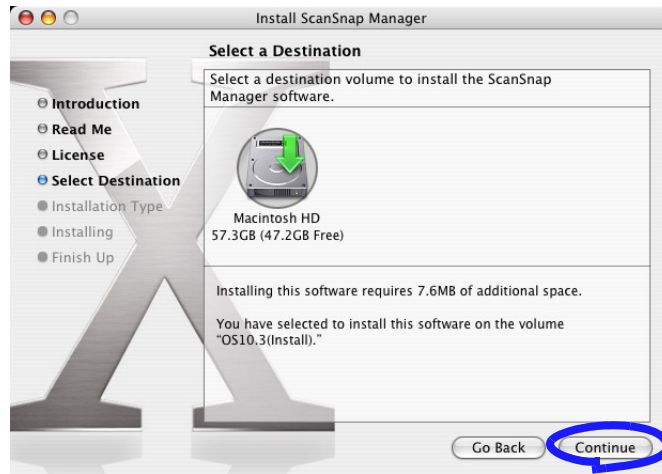 Install ScanSnap Manager
Select a Destination
Select a destination volume to install the ScanSnap
Manager software.
Introduction
Read Me
License
Select Destination
Installation Type
Installing
Finish Up
Macintosh HD
57.3GB (47.2GB Free)
Installing this software requires 7.6MB of additional space.
You have selected to install this software on the volume
“OS10.3(Install).”
Go Back
Continue